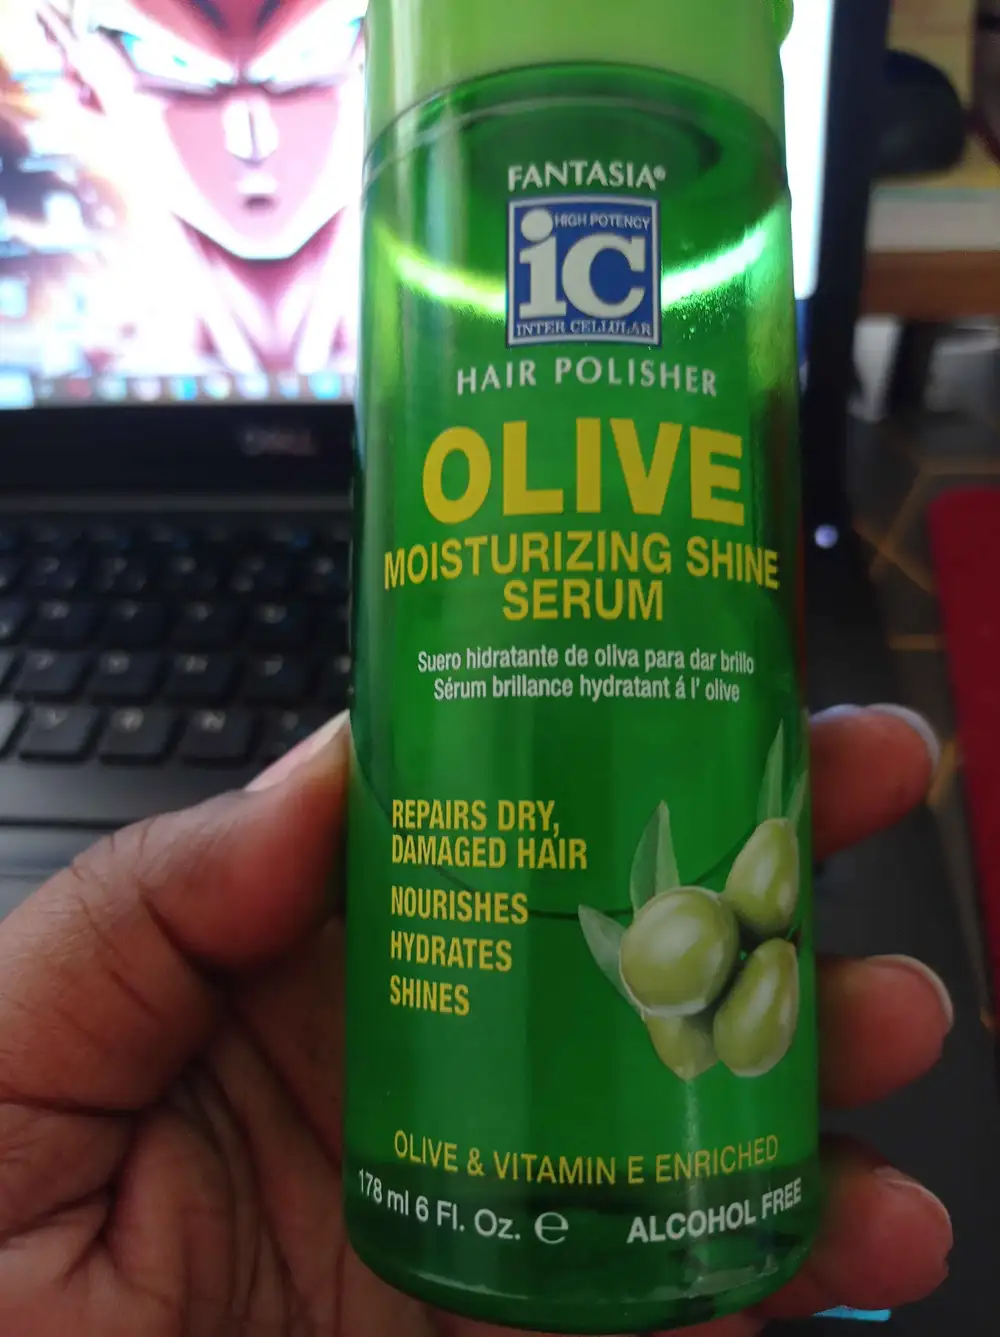 FANTASIA®
HIGH POTENCY
iC
INTER CELLULAR
HAIR POLISHER
OLIVE
MOISTURIZING SHINE
SERUM
Suero hidratante de oliva para dar brillo
Sérum brillance hydratant á l' olive
REPAIRS DRY,
DAMAGED HAIR
NOURISHES
HYDRATES
SHINES
OLIVE & VITAMIN E ENRICHED
178 ml 6 Fl. Oz. ℮
ALCOHOL FREE
DELL